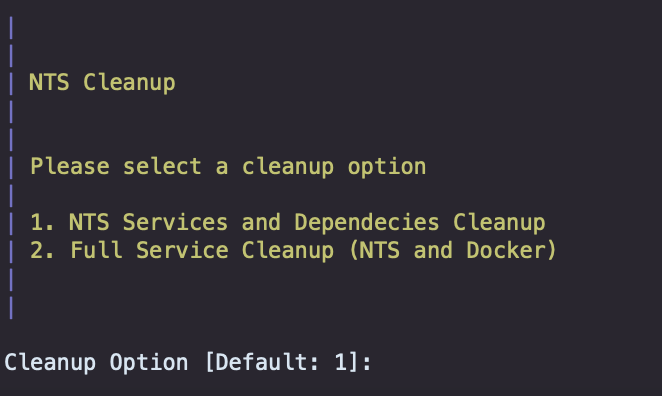 NTS Cleanup
Please select a cleanup option
1. NTS Services and Dependecies Cleanup
2. Full Service Cleanup (NTS and Docker)
Cleanup Option [Default: 1]: